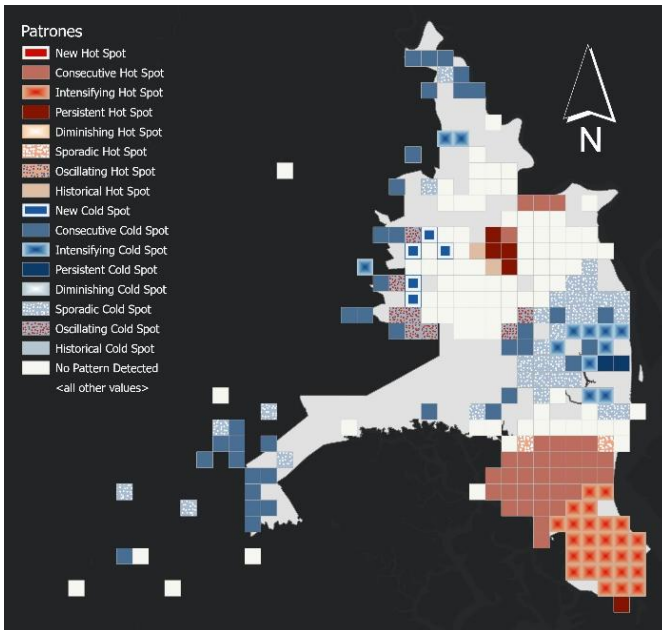 Patrones
New Hot Spot
Consecutive Hot Spot
Intensifying Hot Spot
Persistent Hot Spot
Diminishing Hot Spot
Sporadic Hot Spot
Oscillating Hot Spot
Historical Hot Spot
New Cold Spot
Consecutive Cold Spot
Intensifying Cold Spot
Persistent Cold Spot
Diminishing Cold Spot
Sporadic Cold Spot
Oscillating Cold Spot
Historical Cold Spot
No Pattern Detected
<all other values>
N